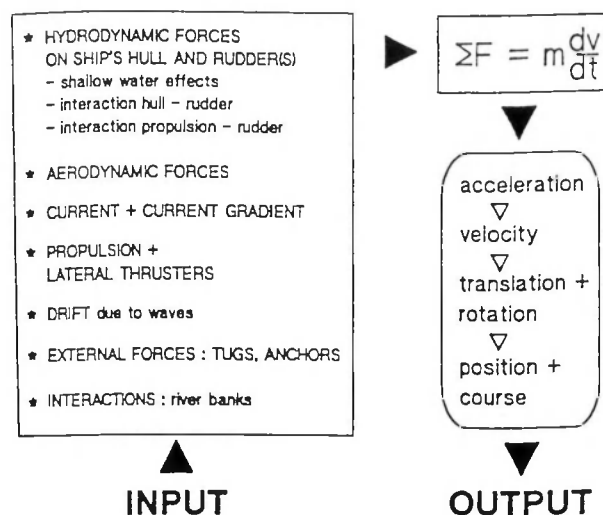 ★ HYDRODYNAMIC FORCES
ON SHIP'S HULL AND RUDDER(S)
- shallow water effects
- interaction hull - rudder
- interaction propulsion - rudder
★ AERODYNAMIC FORCES
★ CURRENT + CURRENT GRADIENT
★ PROPULSION +
LATERAL THRUSTERS
★ DRIFT due to waves
★ EXTERNAL FORCES : TUGS, ANCHORS
★ INTERACTIONS : river banks
INPUT
ΣF = m dv/dt
acceleration
▽
velocity
▽
translation +
rotation
▽
position +
course
OUTPUT